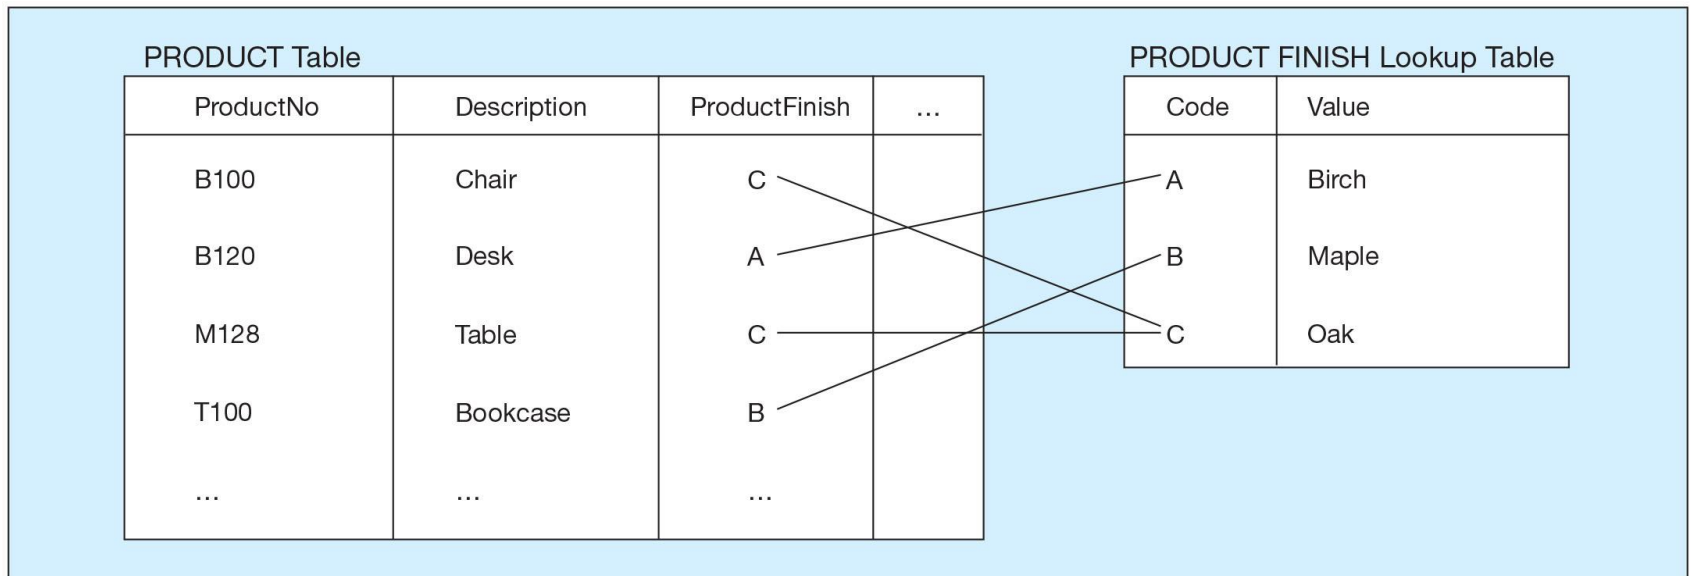 PRODUCT Table
PRODUCT FINISH Lookup Table
ProductNo Description ProductFinish ... Code Value
B100 Chair C A Birch
B120 Desk A B Maple
M128 Table C C Oak
T100 Bookcase B
... ... ...